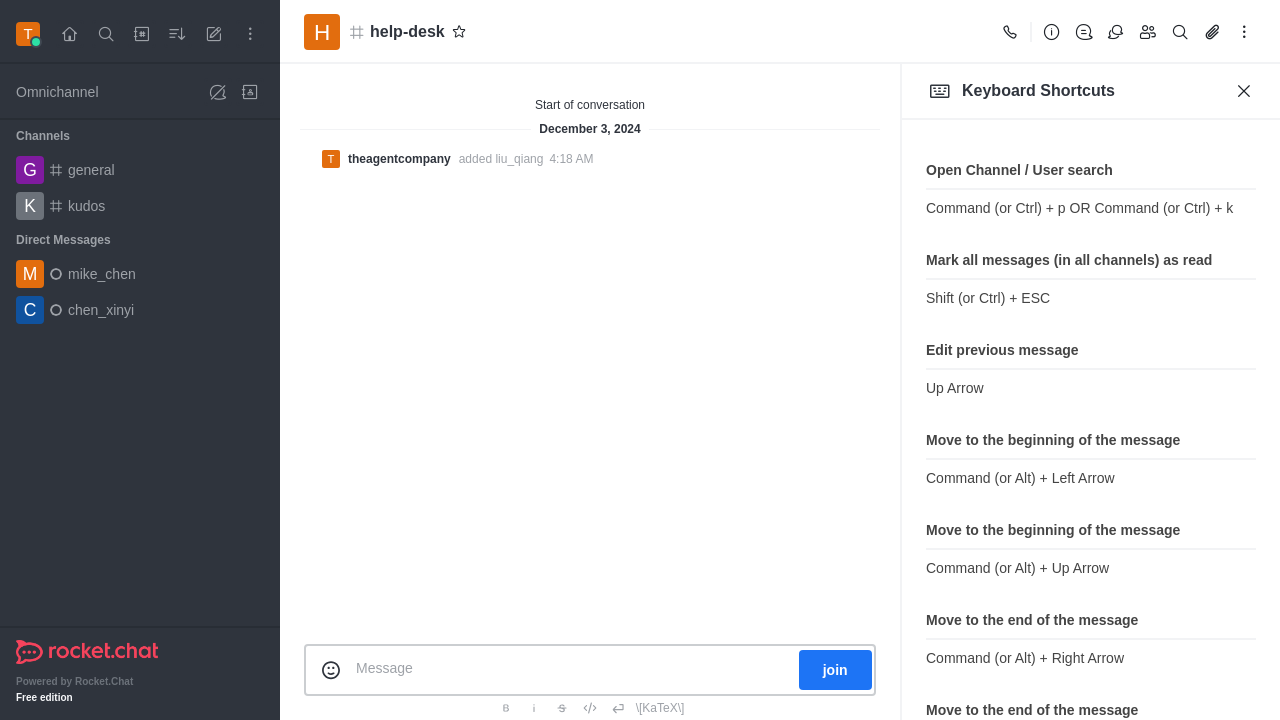 T
Omnichannel
Channels
G general
K kudos
Direct Messages
M mike_chen
C chen_xinyi
rocket.chat
Powered by Rocket.Chat
Free edition
H help-desk
Start of conversation
December 3, 2024
T theagentcompany added liu_qiang 4:18 AM
Message
join
\[KaTeX\]
Keyboard Shortcuts
Open Channel / User search
Command (or Ctrl) + p OR Command (or Ctrl) + k
Mark all messages (in all channels) as read
Shift (or Ctrl) + ESC
Edit previous message
Up Arrow
Move to the beginning of the message
Command (or Alt) + Left Arrow
Move to the beginning of the message
Command (or Alt) + Up Arrow
Move to the end of the message
Command (or Alt) + Right Arrow
Move to the end of the message